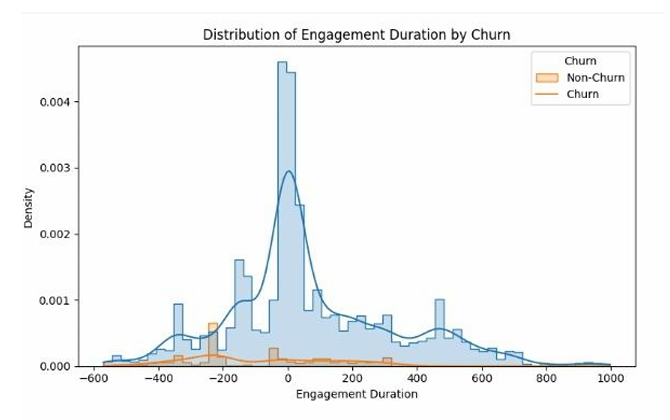 Distribution of Engagement Duration by Churn
Churn
Non-Churn
Churn
0.004
0.003
0.002
0.001
0.000
Density
−600
−400
−200
0
200
400
600
800
1000
Engagement Duration